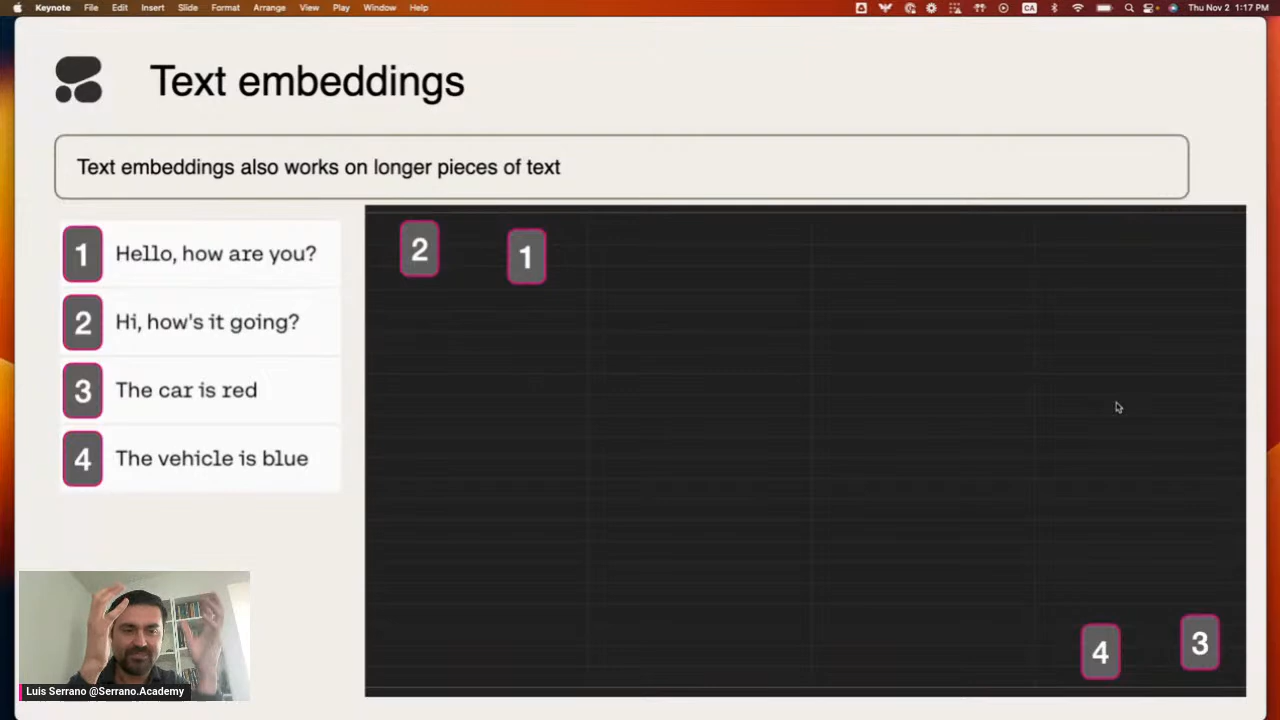 Keynote File Edit Insert Slide Format Arrange View Play Window Help CA Thu Nov 2 1:17 PM
Text embeddings
Text embeddings also works on longer pieces of text
1 Hello, how are you?
2 Hi, how's it going?
3 The car is red
4 The vehicle is blue
2 1
4 3
Luis Serrano @Serrano.Academy